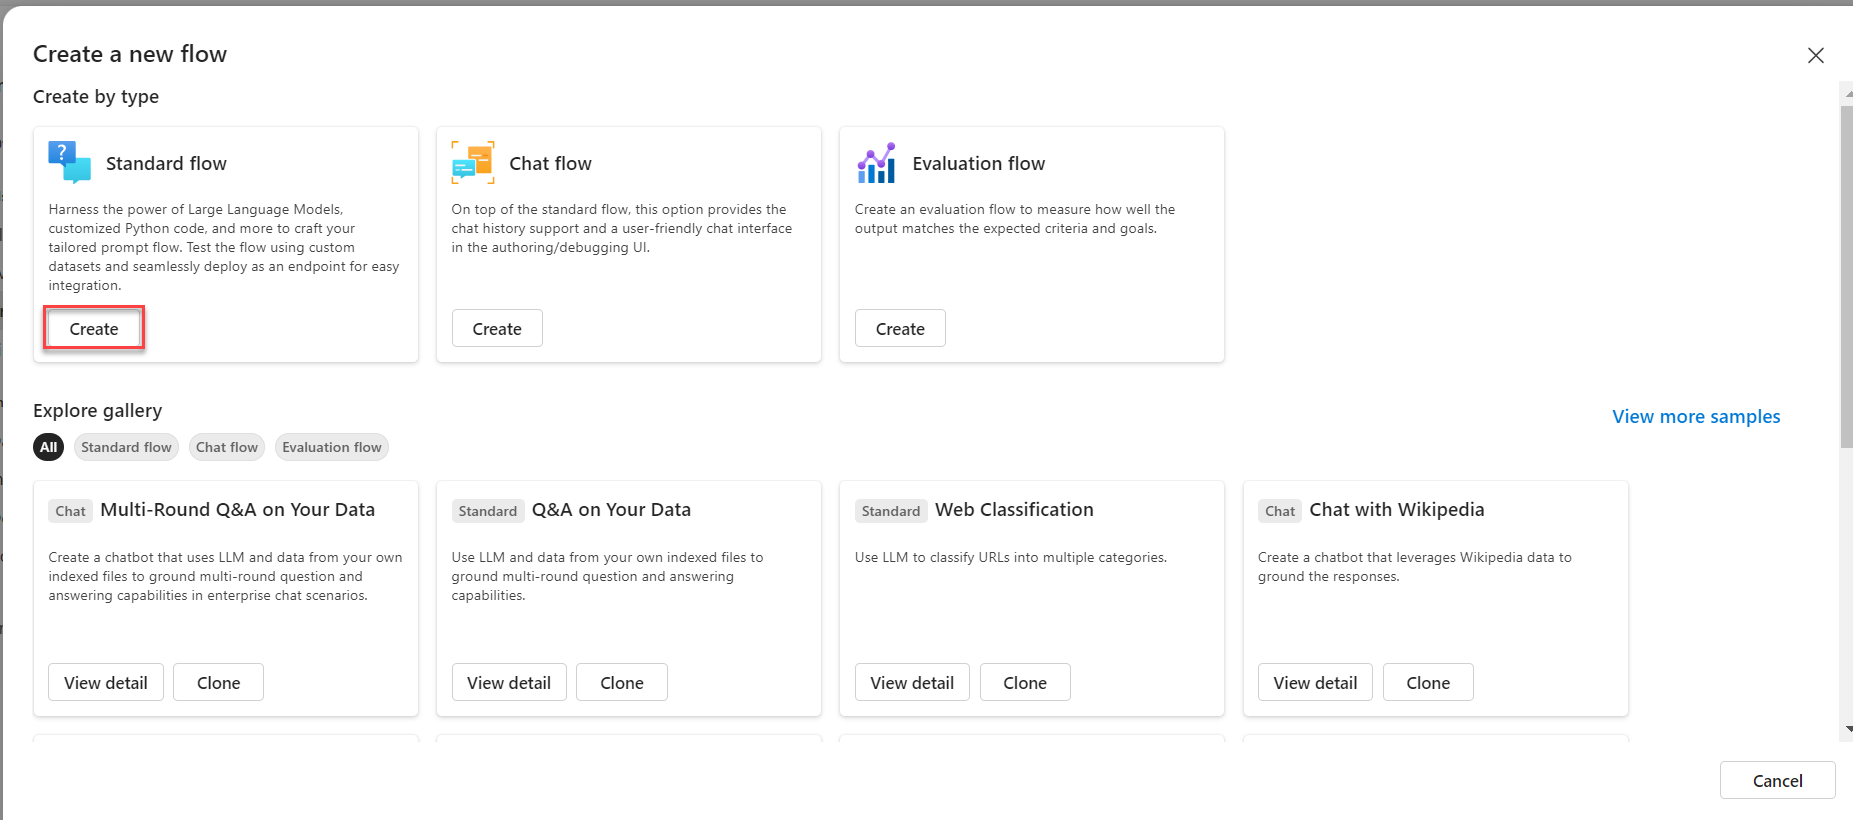 Create a new flow
Create by type
Standard flow
Harness the power of Large Language Models,
customized Python code, and more to craft your
tailored prompt flow. Test the flow using custom
datasets and seamlessly deploy as an endpoint for easy
integration.
Create
Chat flow
On top of the standard flow, this option provides the
chat history support and a user-friendly chat interface
in the authoring/debugging UI.
Create
Evaluation flow
Create an evaluation flow to measure how well the
output matches the expected criteria and goals.
Create
Explore gallery
View more samples
All Standard flow Chat flow Evaluation flow
Chat Multi-Round Q&A on Your Data
Create a chatbot that uses LLM and data from your own
indexed files to ground multi-round question and
answering capabilities in enterprise chat scenarios.
View detail Clone
Standard Q&A on Your Data
Use LLM and data from your own indexed files to
ground multi-round question and answering
capabilities.
View detail Clone
Standard Web Classification
Use LLM to classify URLs into multiple categories.
View detail Clone
Chat Chat with Wikipedia
Create a chatbot that leverages Wikipedia data to
ground the responses.
View detail Clone
Cancel